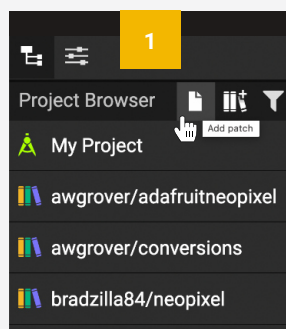 1
Project Browser
Add patch
My Project
awgrover/adafruitneopixel
awgrover/conversions
bradzilla84/neopixel